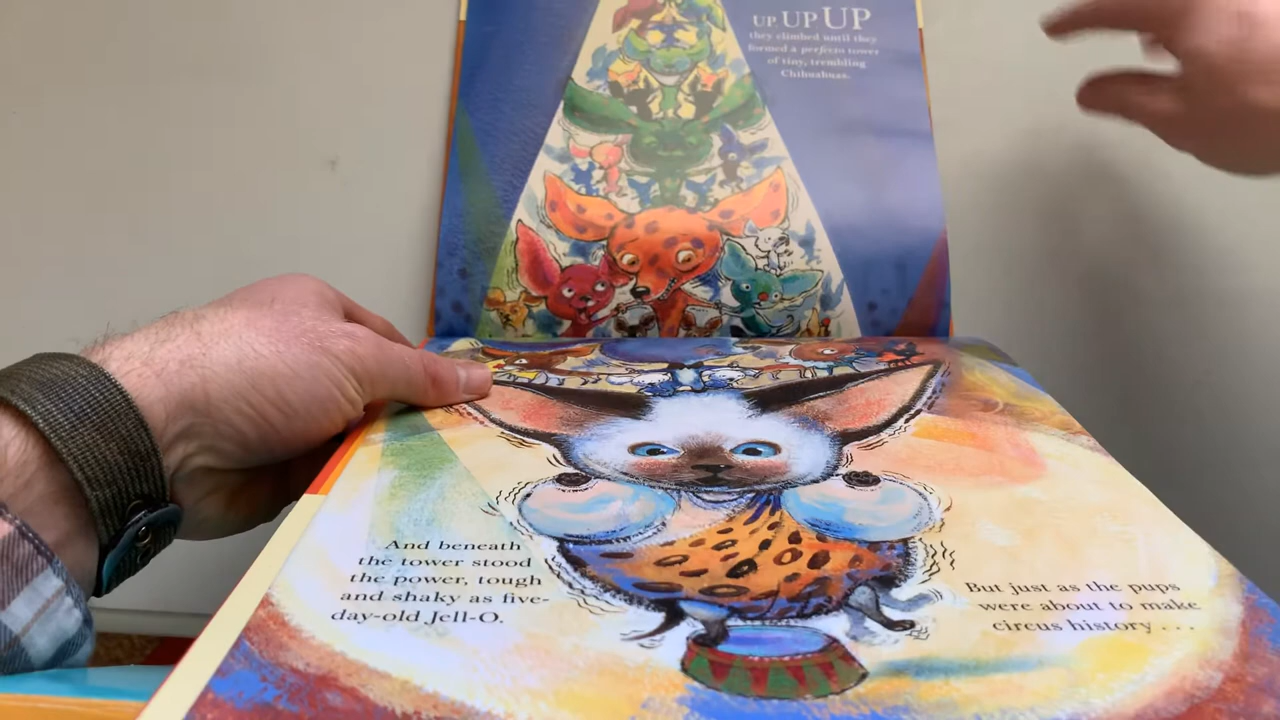 UP UP UP
they climbed until they
formed a prefecto tower
of tiny, trembling
Chihuahuas.
And beneath
the tower stood
the power, tough
and shaky as five-
day-old Jell-O.
But just as the pups
were about to make
circus history . . .